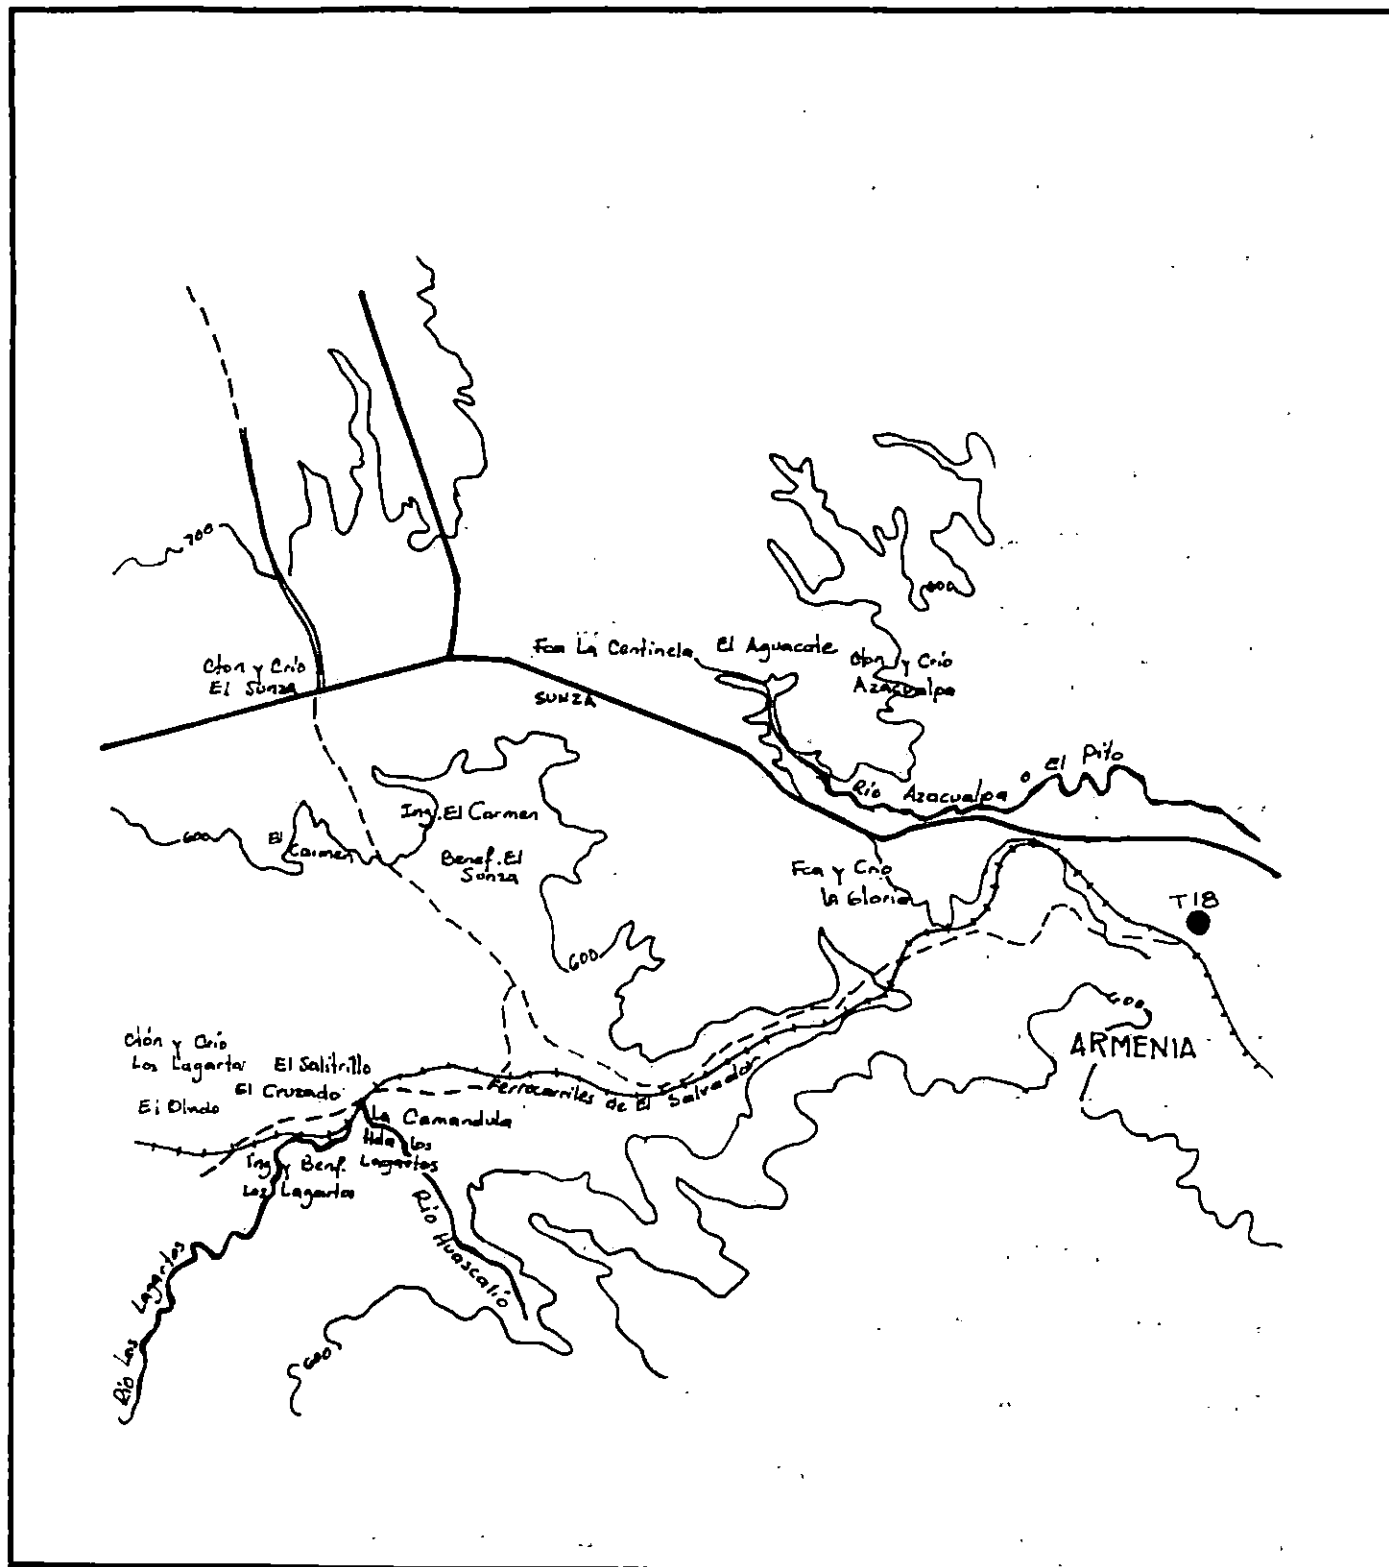 700
Cton y Crio
El Sunza
Fca La Centinela
El Aguacate
Cton y Crio
Azacualpa
600
SUNZA
El Pito
Río Azacualpa
600
El
Carmen
Ing. El Carmen
Benef. El
Sunza
Fca y Crio
la Gloria
T18
600
600
ARMENIA
Ctón y Crio
Los Lagartos
El Salitrillo
El Cruzado
Ferrocarriles de El Salvador
La Camandula
Hda los
Lagartos
Ing y Benf.
Los Lagartos
Río Huascalío
Río Los Lagartos
600